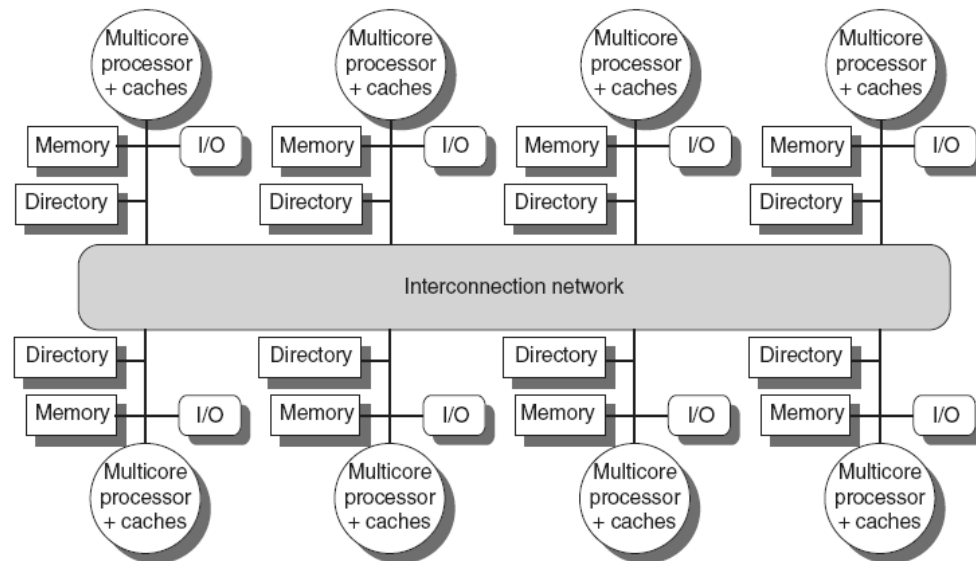 Multicore
processor
+ caches
Multicore
processor
+ caches
Multicore
processor
+ caches
Multicore
processor
+ caches
Memory
I/O
Memory
I/O
Memory
I/O
Memory
I/O
Directory
Directory
Directory
Directory
Interconnection network
Directory
Directory
Directory
Directory
Memory
I/O
Memory
I/O
Memory
I/O
Memory
I/O
Multicore
processor
+ caches
Multicore
processor
+ caches
Multicore
processor
+ caches
Multicore
processor
+ caches